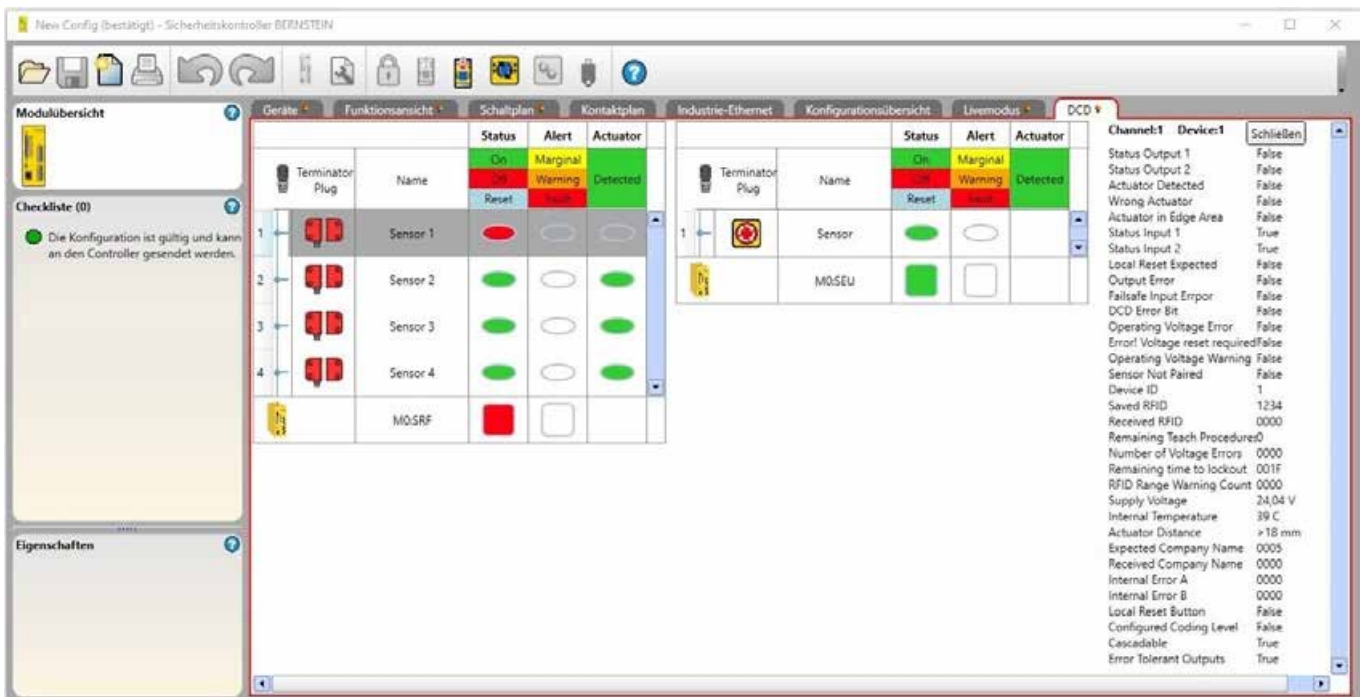 New Config (bestätigt) - Sicherheitskontroller BERNSTEIN
Modulübersicht
Checkliste (0)
Die Konfiguration ist gültig und kann
an den Controller gesendet werden.
Eigenschaften
Geräte Funktionsansicht Schaltplan Kontaktplan Industrie-Ethernet Konfigurationsübersicht Livemodus DCD
Status Alert Actuator
Terminator Plug Name
On Marginal
Off Warning Detected
Reset Fault
1 Sensor 1
2 Sensor 2
3 Sensor 3
4 Sensor 4
M0:SRF
Status Alert Actuator
Terminator Plug Name
On Marginal
Off Warning Detected
Reset Fault
1 Sensor
M0:SEU
Channel:1 Device:1 Schließen
Status Output 1 False
Status Output 2 False
Actuator Detected False
Wrong Actuator False
Actuator in Edge Area False
Status Input 1 True
Status Input 2 True
Local Reset Expected False
Output Error False
Failsafe Input Errpor False
DCD Error Bit False
Operating Voltage Error False
Error! Voltage reset required False
Operating Voltage Warning False
Sensor Not Paired False
Device ID 1
Saved RFID 1234
Received RFID 0000
Remaining Teach Procedures 0
Number of Voltage Errors 0000
Remaining time to lockout 001F
RFID Range Warning Count 0000
Supply Voltage 24,04 V
Internal Temperature 39 C
Actuator Distance >18 mm
Expected Company Name 0005
Received Company Name 0000
Internal Error A 0000
Internal Error B 0000
Local Reset Button False
Configured Coding Level False
Cascadable True
Error Tolerant Outputs True